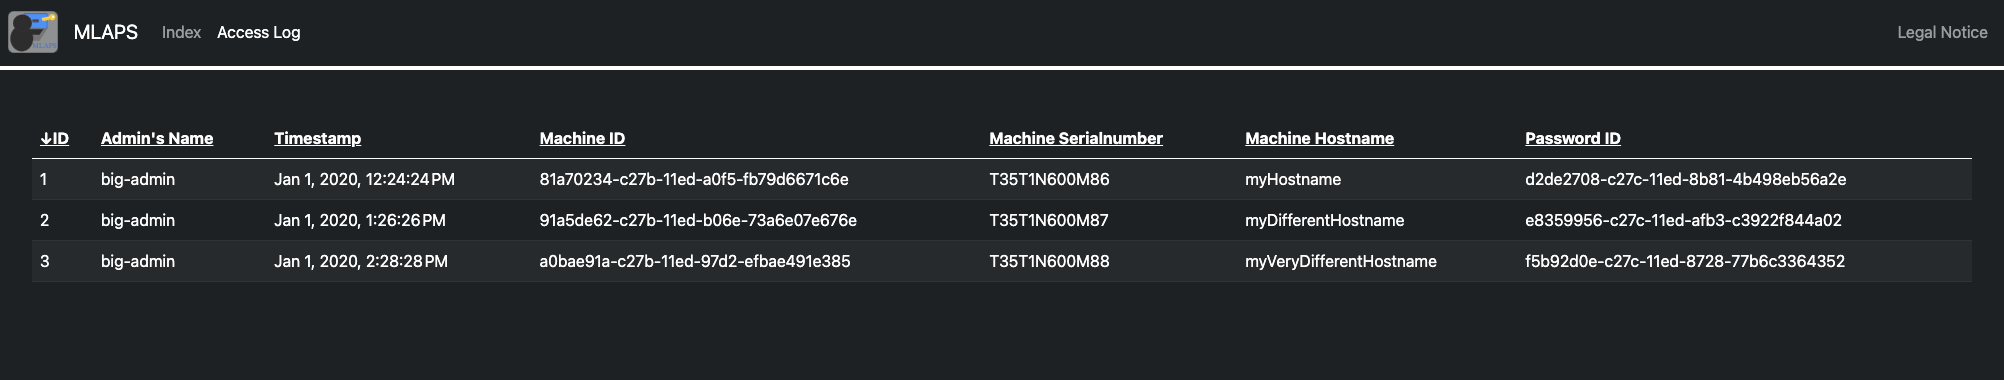 MLAPS
MLAPS Index Access Log Legal Notice
↓ID Admin's Name Timestamp Machine ID Machine Serialnumber Machine Hostname Password ID
1 big-admin Jan 1, 2020, 12:24:24 PM 81a70234-c27b-11ed-a0f5-fb79d6671c6e T35T1N600M86 myHostname d2de2708-c27c-11ed-8b81-4b498eb56a2e
2 big-admin Jan 1, 2020, 1:26:26 PM 91a5de62-c27b-11ed-b06e-73a6e07e676e T35T1N600M87 myDifferentHostname e8359956-c27c-11ed-afb3-c3922f844a02
3 big-admin Jan 1, 2020, 2:28:28 PM a0bae91a-c27b-11ed-97d2-efbae491e385 T35T1N600M88 myVeryDifferentHostname f5b92d0e-c27c-11ed-8728-77b6c3364352